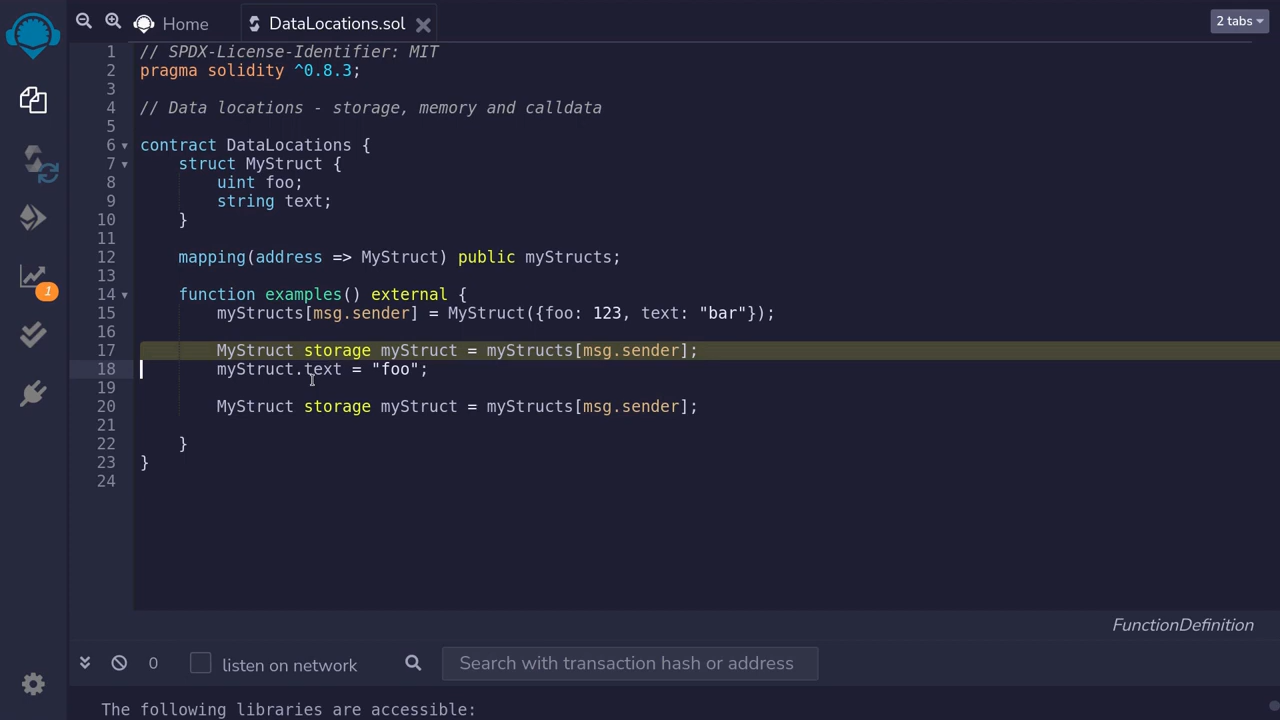 Home
DataLocations.sol
2 tabs
1 // SPDX-License-Identifier: MIT
2 pragma solidity ^0.8.3;
3
4 // Data locations - storage, memory and calldata
5
6 contract DataLocations {
7     struct MyStruct {
8         uint foo;
9         string text;
10     }
11
12     mapping(address => MyStruct) public myStructs;
13
14     function examples() external {
15         myStructs[msg.sender] = MyStruct({foo: 123, text: "bar"});
16
17         MyStruct storage myStruct = myStructs[msg.sender];
18         myStruct.text = "foo";
19
20         MyStruct storage myStruct = myStructs[msg.sender];
21
22     }
23 }
24
1
FunctionDefinition
0 listen on network Search with transaction hash or address
The following libraries are accessible: